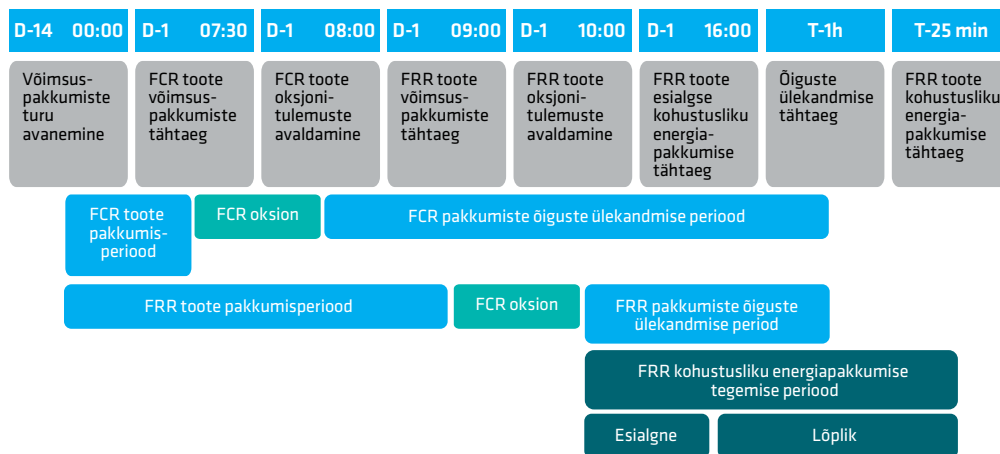 D-14 00:00
D-1 07:30
D-1 08:00
D-1 09:00
D-1 10:00
D-1 16:00
T-1h
T-25 min
Võimsus-
pakkumiste
turu
avanemine
FCR toote
võimsus-
pakkumiste
tähtaeg
FCR toote
oksjoni-
tulemuste
avaldamine
FRR toote
võimsus-
pakkumiste
tähtaeg
FRR toote
oksjoni-
tulemuste
avaldamine
FRR toote
esialgse
kohustusliku
energia-
pakkumise
tähtaeg
Õiguste
ülekandmise
tähtaeg
FRR toote
kohustusliku
energia-
pakkumise
tähtaeg
FCR toote
pakkumis-
periood
FCR oksion
FCR pakkumiste õiguste ülekandmise periood
FRR toote pakkumisperiood
FCR oksion
FRR pakkumiste õiguste
ülekandmise period
FRR kohustusliku energiapakkumise
tegemise periood
Esialgne
Lõplik